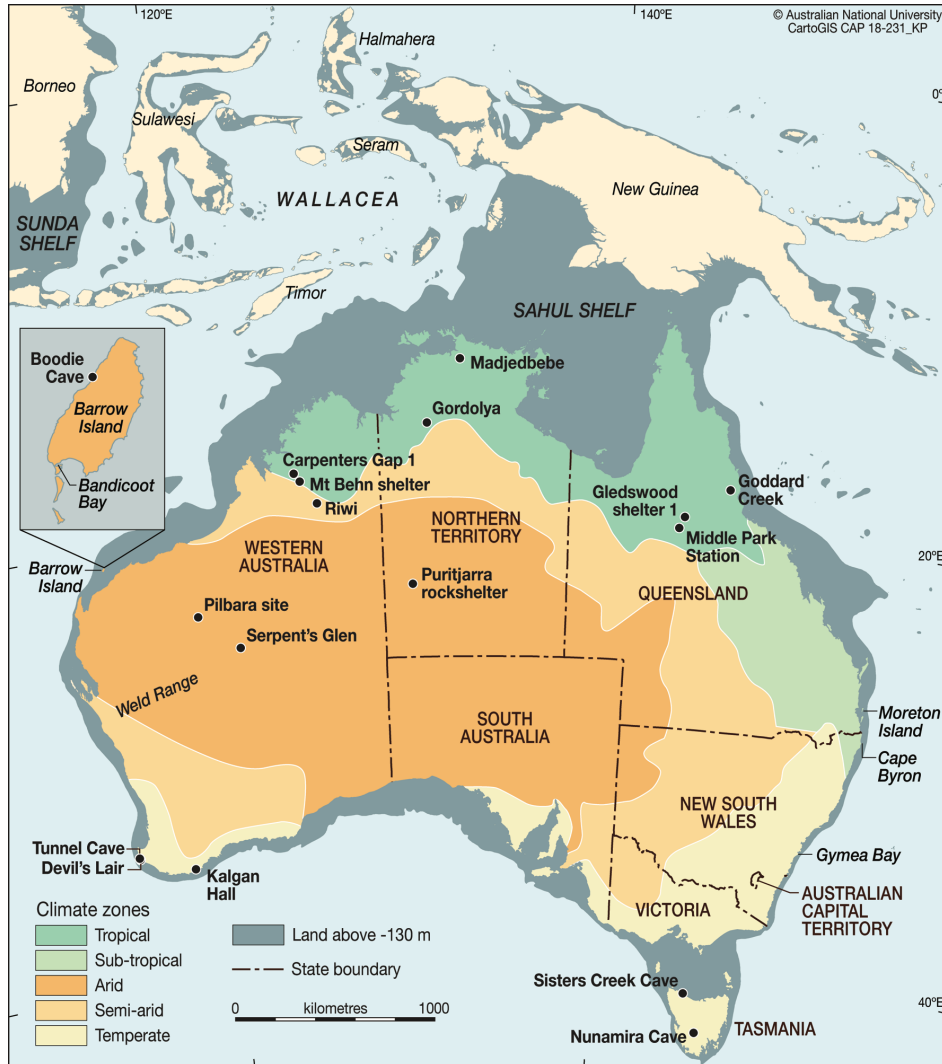 120ºE
140ºE
© Australian National University
CartoGIS CAP 18-231_KP
Halmahera
Borneo
0º
Sulawesi
Seram
New Guinea
WALLACEA
SUNDA
SHELF
Timor
SAHUL SHELF
Boodie
Cave
Barrow
Island
Bandicoot
Bay
Madjedbebe
Gordolya
Carpenters Gap 1
Mt Behn shelter
Riwi
Gledswood
shelter 1
Goddard
Creek
Middle Park
Station
NORTHERN
TERRITORY
WESTERN
AUSTRALIA
Barrow
Island
20ºE
Puritjarra
rockshelter
QUEENSLAND
Pilbara site
Serpent's Glen
Weld Range
SOUTH
AUSTRALIA
Moreton
Island
Cape
Byron
NEW SOUTH
WALES
Tunnel Cave
Devil's Lair
Kalgan
Hall
Gymea Bay
AUSTRALIAN
CAPITAL
TERRITORY
VICTORIA
Climate zones
Tropical
Sub-tropical
Arid
Semi-arid
Temperate
Land above -130 m
State boundary
0 kilometres 1000
Sisters Creek Cave
Nunamira Cave
TASMANIA
40ºE